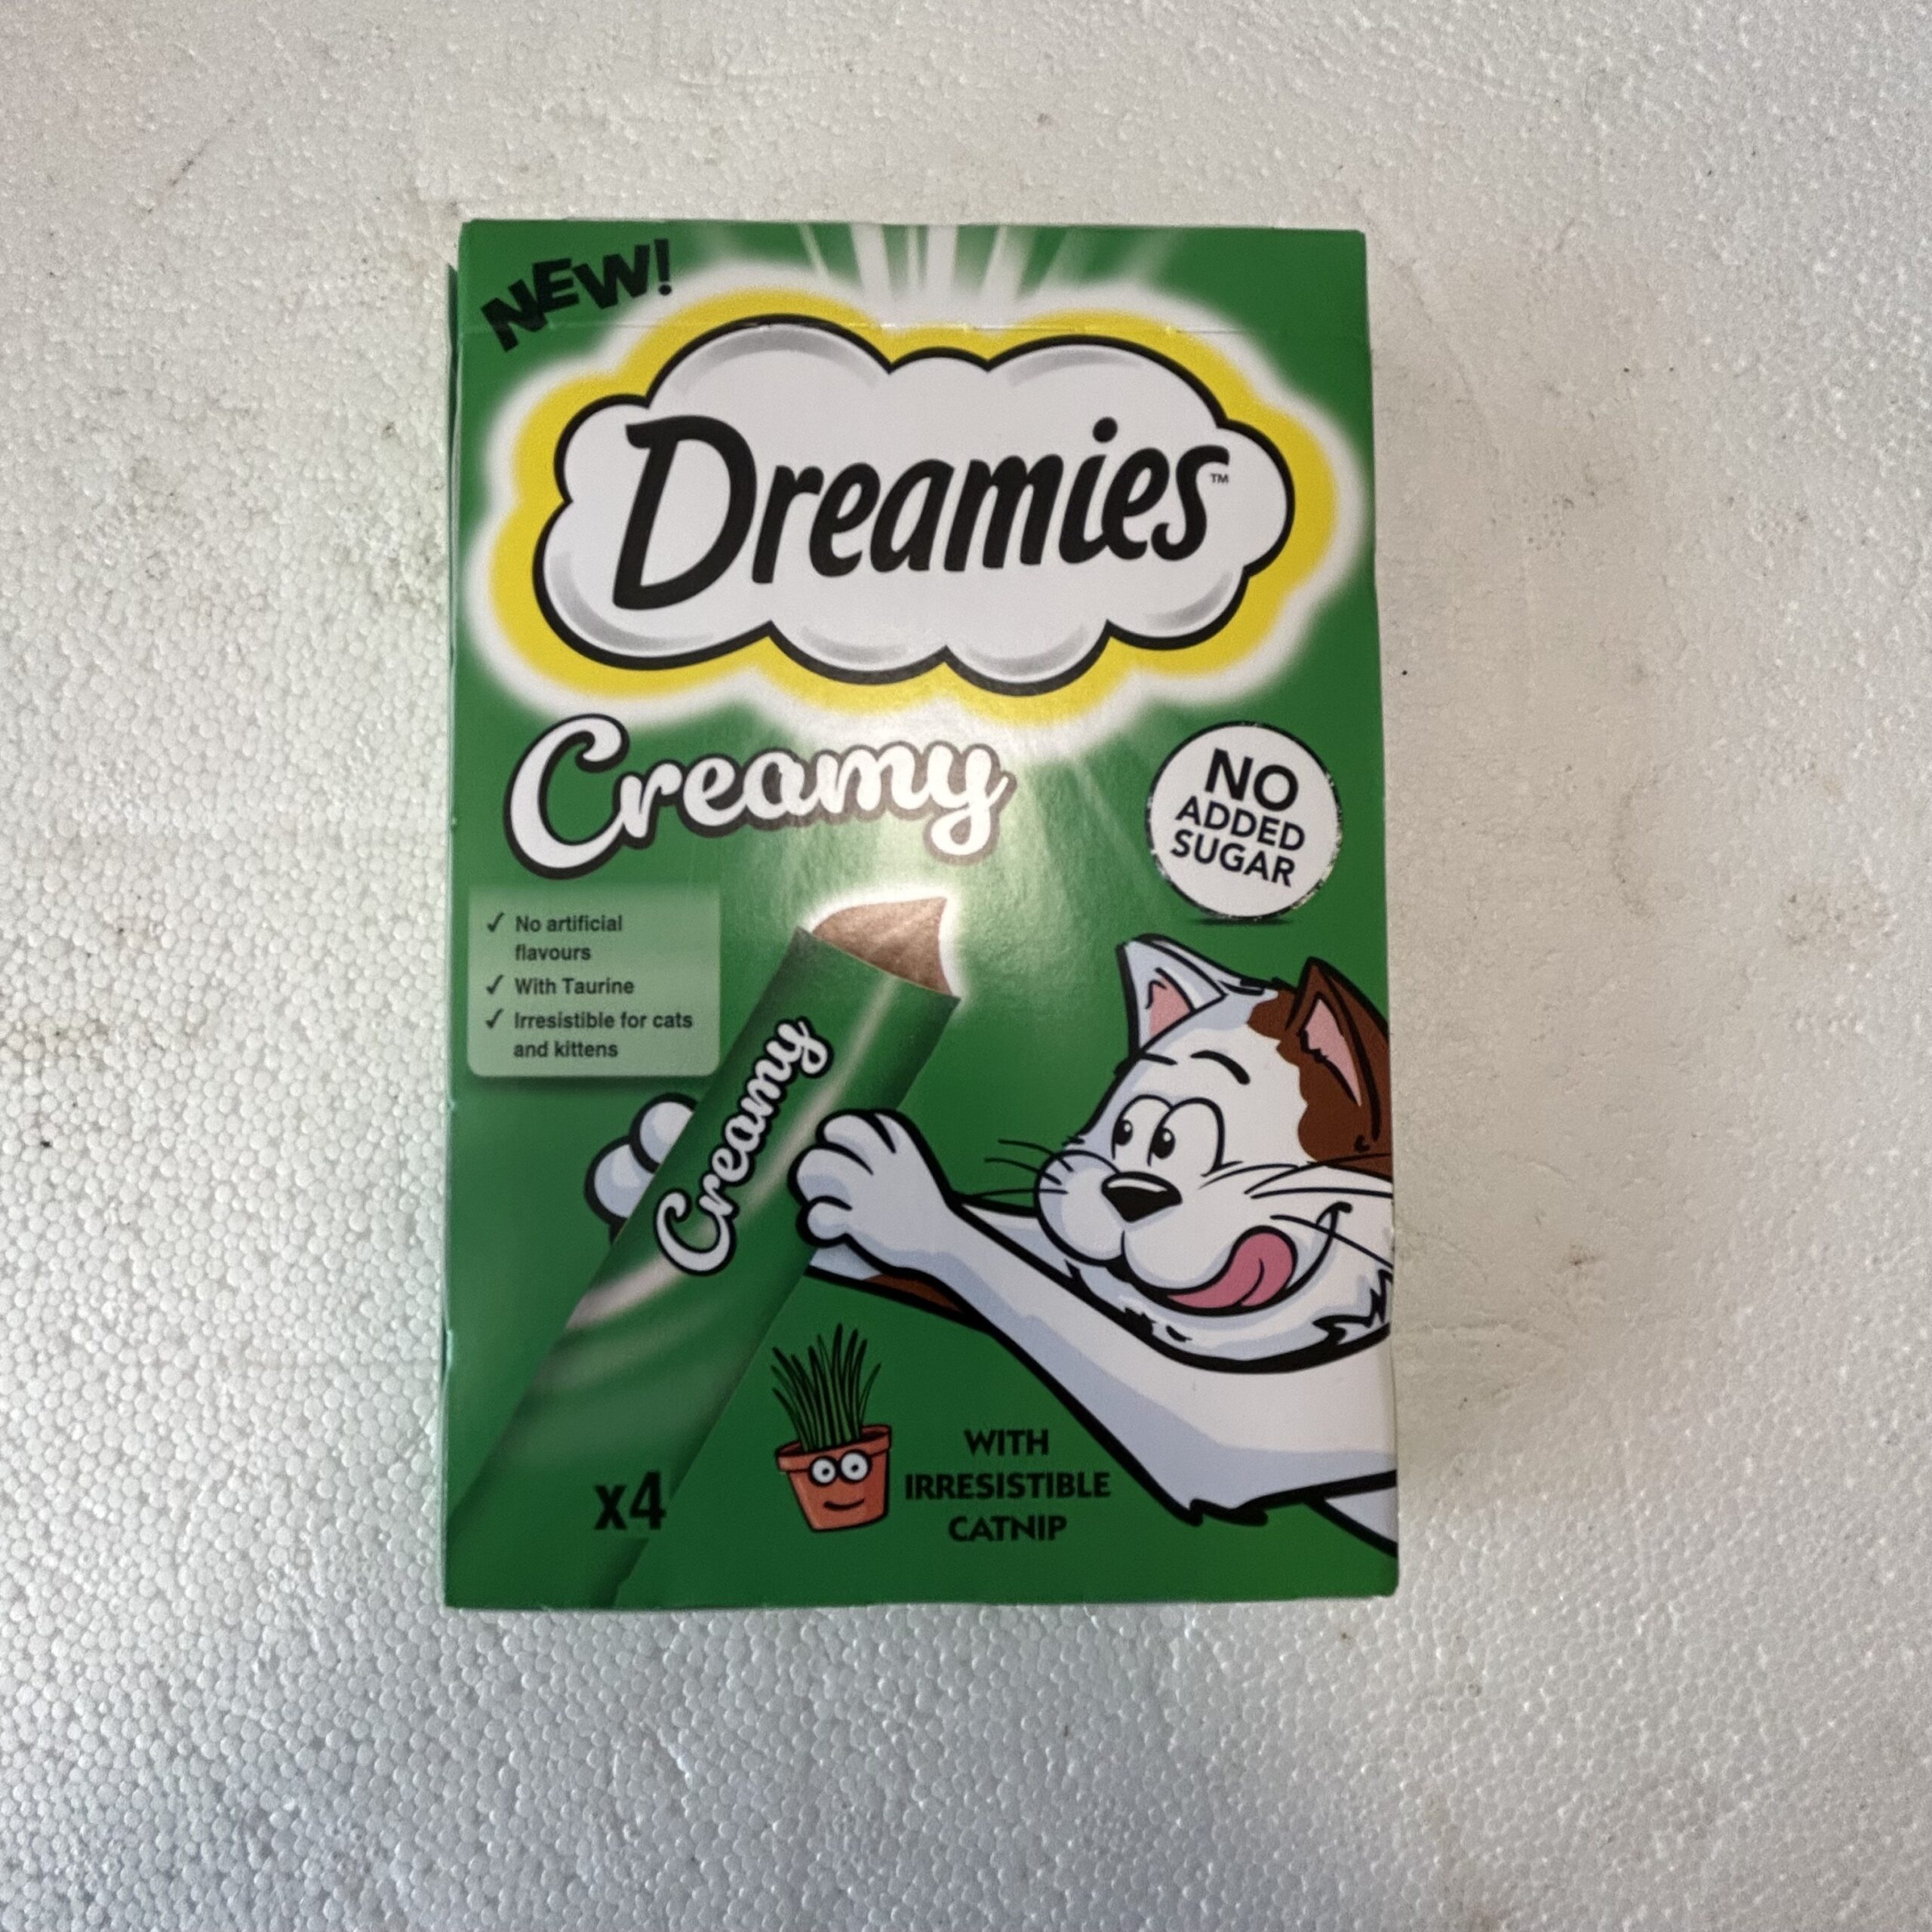 NEW!
Dreamies™
Creamy
NO
ADDED
SUGAR
✓ No artificial
flavours
✓ With Taurine
✓ Irresistible for cats
and kittens
Creamy
x4
WITH
IRRESISTIBLE
CATNIP